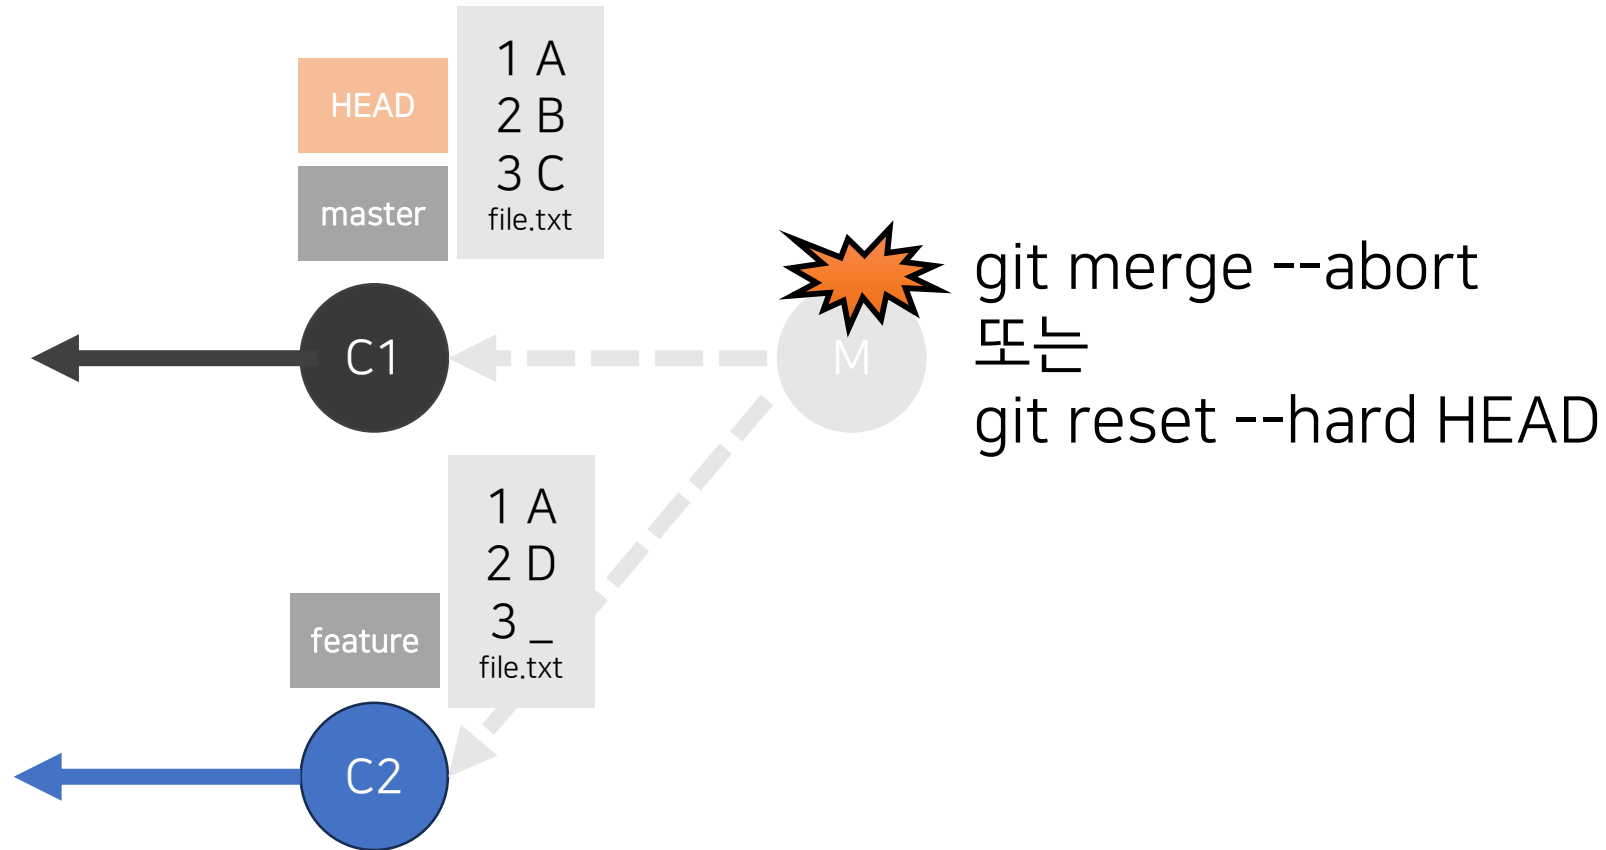 HEAD
master
1 A
2 B
3 C
file.txt
C1
M
git merge --abort
또는
git reset --hard HEAD
1 A
2 D
3 _
file.txt
feature
C2